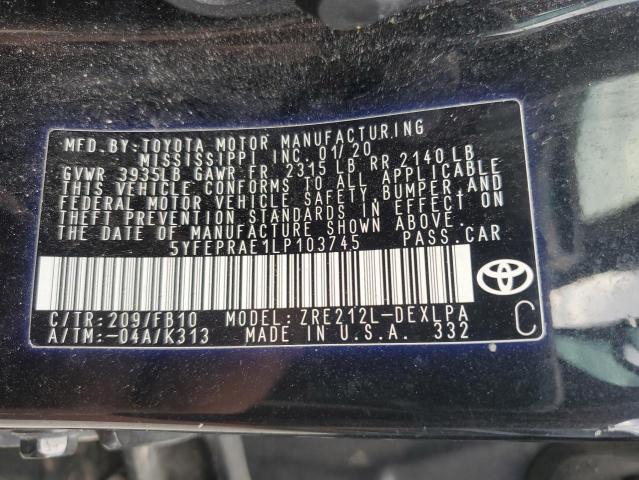 MFD. BY: TOYOTA MOTOR MANUFACTURING
MISSISSIPPI INC. 01/20
GVWR 3935LB GAWR FR 2315 LB RR 2140 LB
THIS VEHICLE CONFORMS TO ALL APPLICABLE
FEDERAL MOTOR VEHICLE SAFETY, BUMPER, AND
THEFT PREVENTION STANDARDS IN EFFECT ON
THE DATE OF MANUFACTURE SHOWN ABOVE.
5YFEPRAE1LP103745 PASS. CAR
C/TR: 209/FB10 MODEL: ZRE212L-DEXLPA
A/TM: -04A/K313 MADE IN U.S.A. 332
C